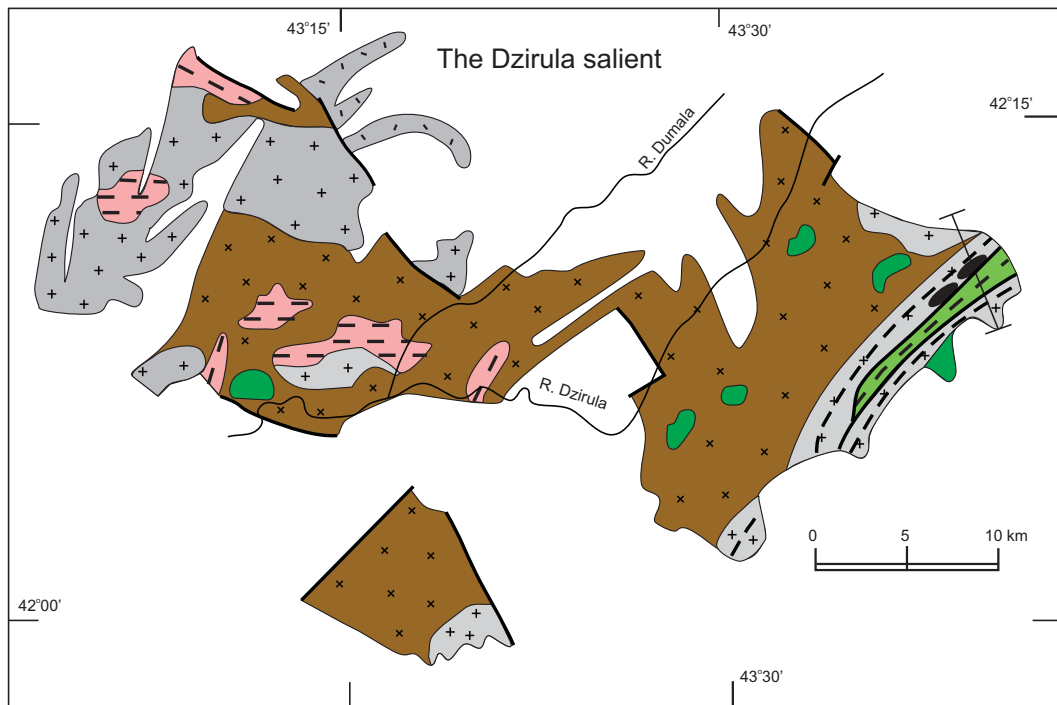 43°15’
43°30’
The Dzirula salient
42°15’
R. Dumala
R. Dzirula
0 5 10 km
42°00’
43°30’